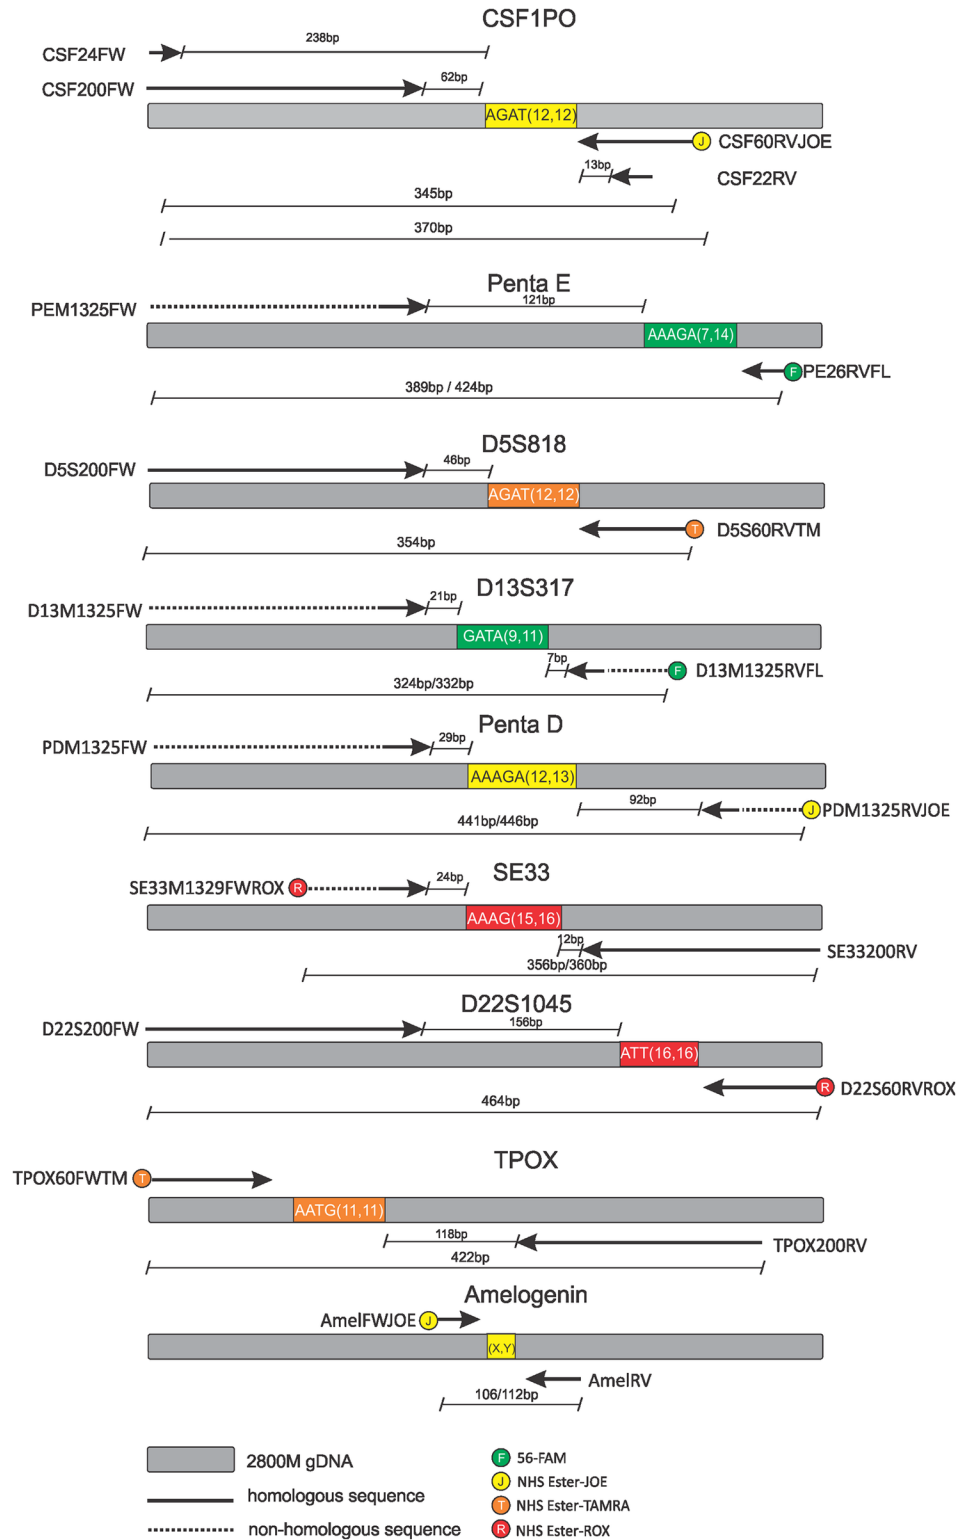 CSF1PO
238bp
CSF24FW
62bp
CSF200FW
AGAT(12,12)
J
CSF60RVJOE
13bp
CSF22RV
345bp
370bp
Penta E
PEM1325FW
121bp
AAAGA(7,14)
F
PE26RVFL
389bp / 424bp
D5S818
46bp
D5S200FW
AGAT(12,12)
T
D5S60RVTM
354bp
D13S317
21bp
D13M1325FW
GATA(9,11)
7bp
F
D13M1325RVFL
324bp/332bp
Penta D
29bp
PDM1325FW
AAAGA(12,13)
92bp
J
PDM1325RVJOE
441bp/446bp
SE33
24bp
SE33M1329FWROX
R
AAAG(15,16)
12bp
SE33200RV
356bp/360bp
D22S1045
156bp
D22S200FW
ATT(16,16)
R
D22S60RVROX
464bp
TPOX
TPOX60FWTM
T
AATG(11,11)
118bp
TPOX200RV
422bp
Amelogenin
AmelFWJOE
J
(X,Y)
AmelRV
106/112bp
2800M gDNA
homologous sequence
non-homologous sequence
F 56-FAM
J NHS Ester-JOE
T NHS Ester-TAMRA
R NHS Ester-ROX